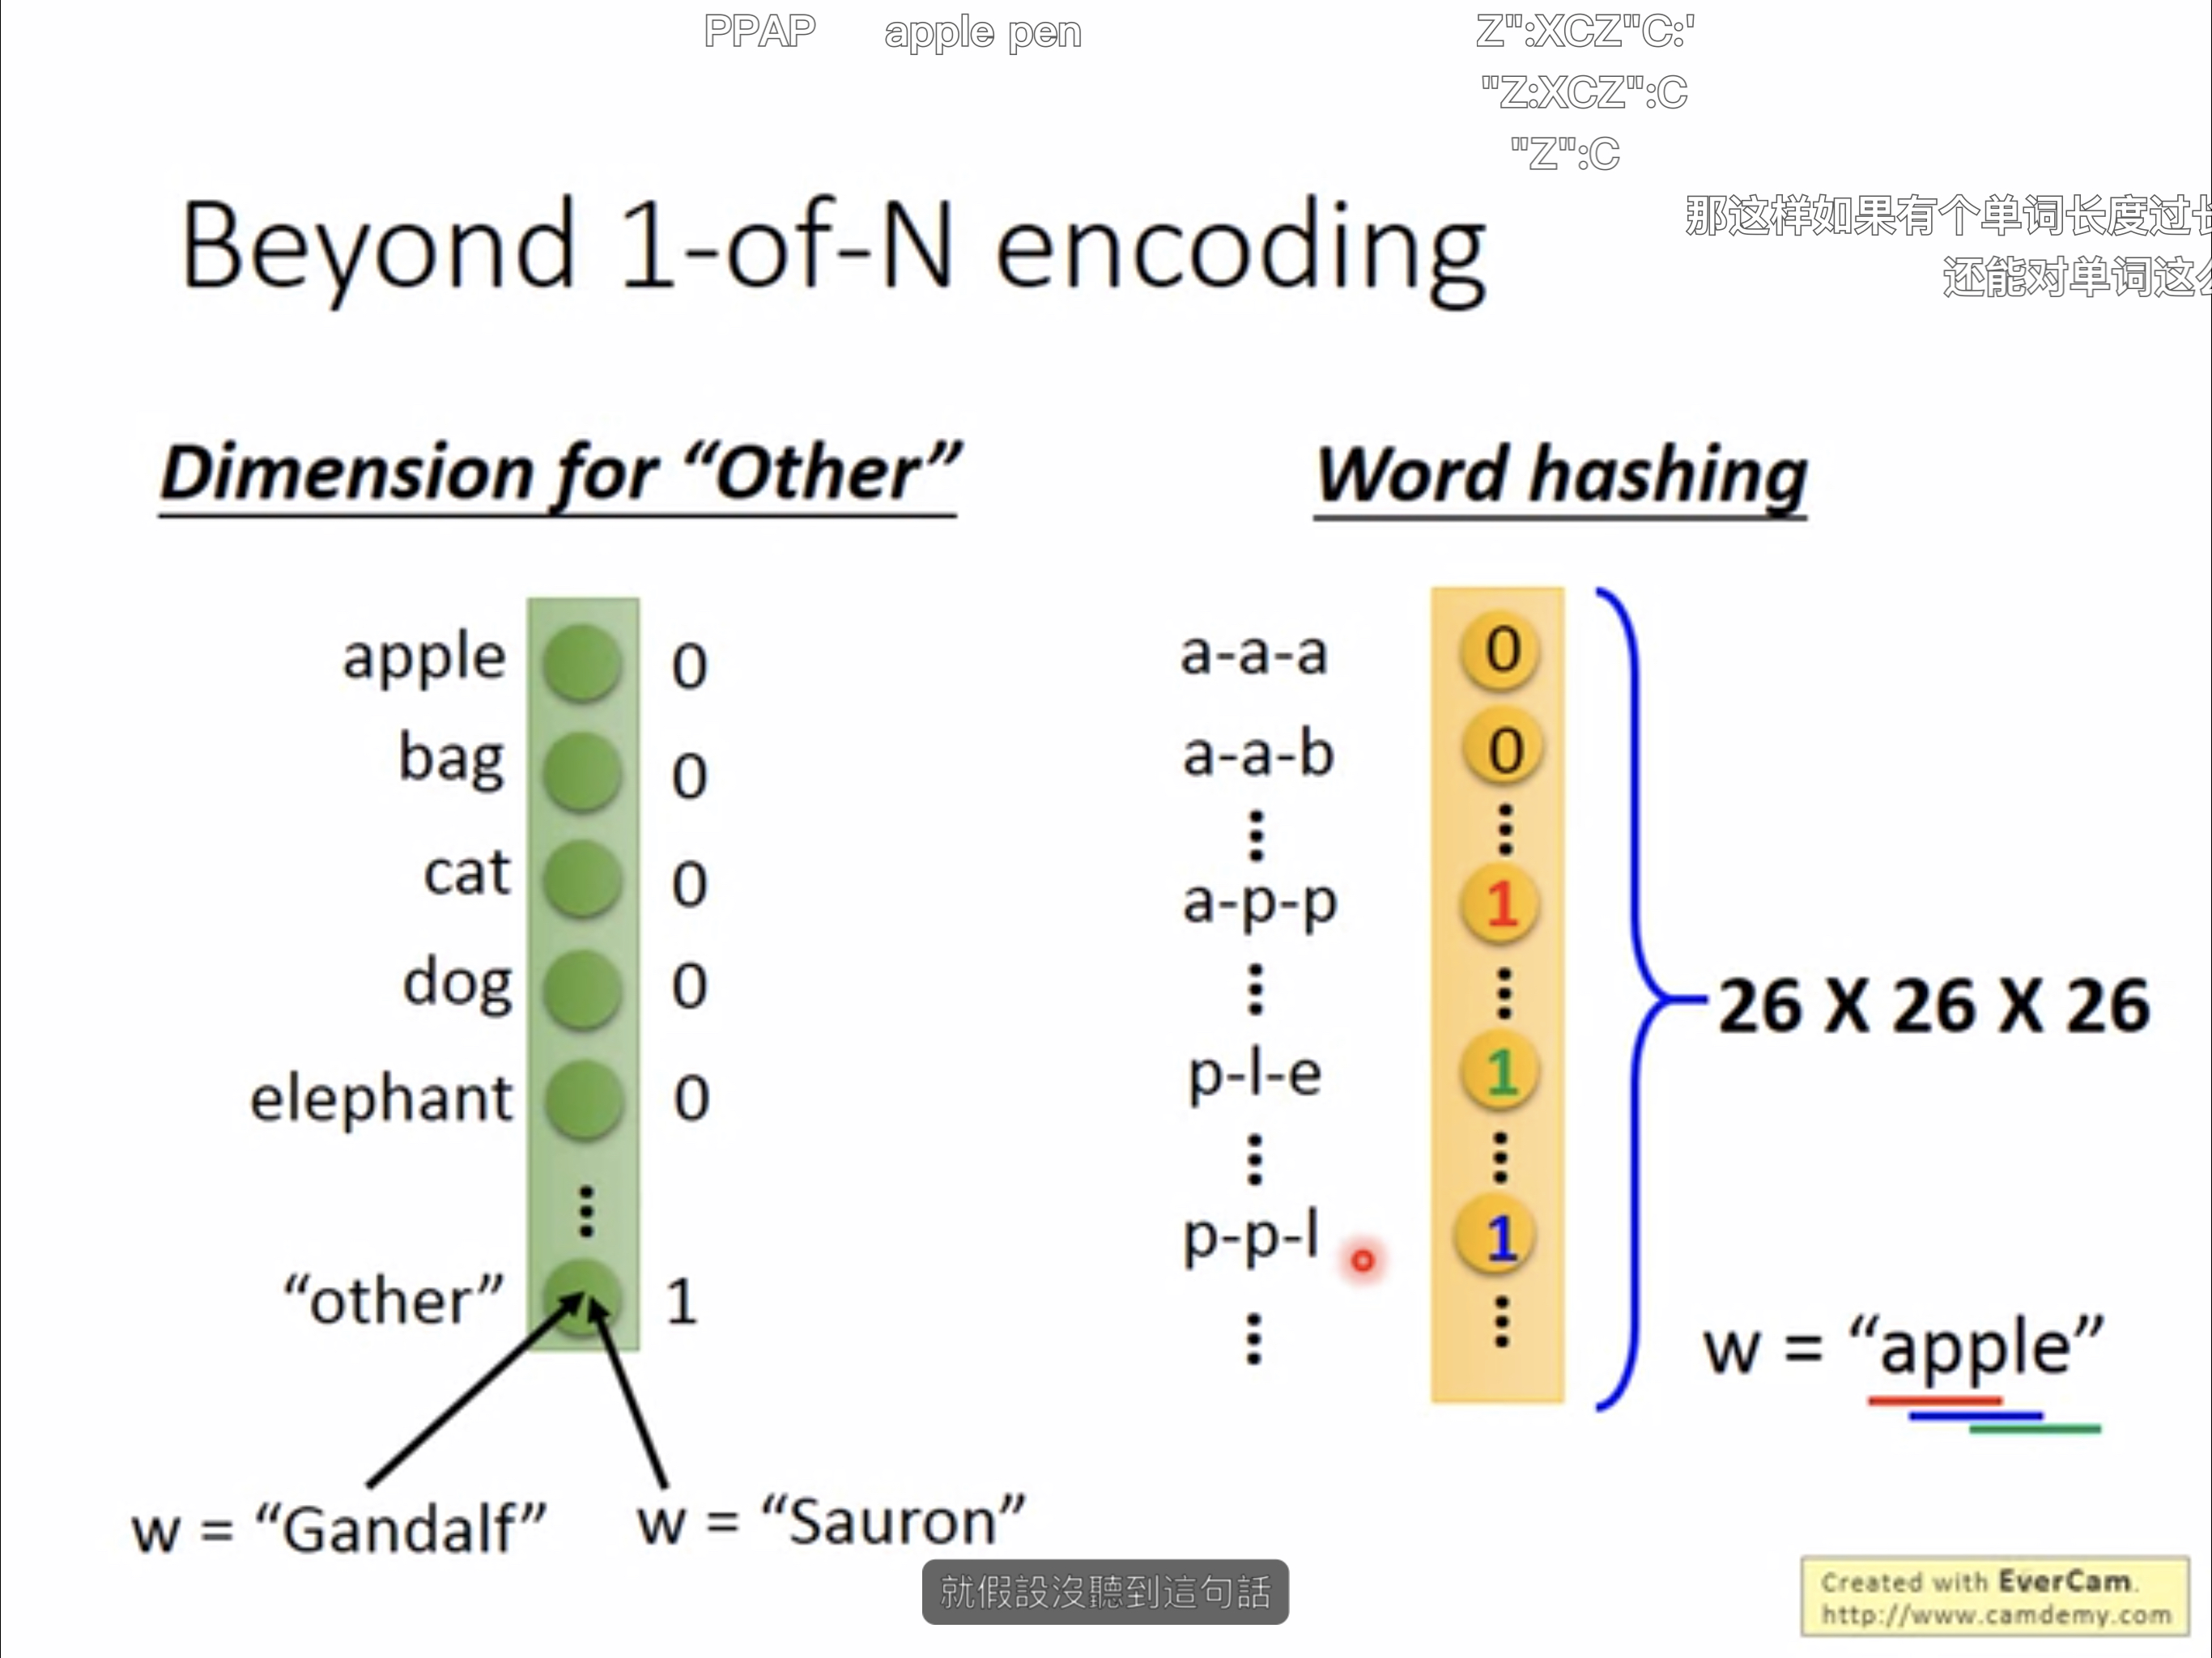 PPAP apple pen
Z":XCZ"C:'
"Z:XCZ":C
"Z":C
那这样如果有个单词长度过长
还能对单词这么
Beyond 1-of-N encoding
Dimension for “Other”
apple 0
bag 0
cat 0
dog 0
elephant 0
“other” 1
w = “Gandalf” w = “Sauron”
Word hashing
a-a-a 0
a-a-b 0
a-p-p 1
p-l-e 1
p-p-l 1
26 X 26 X 26
w = “apple”
就假設沒聽到這句話
Created with EverCam.
http://www.camdemy.com